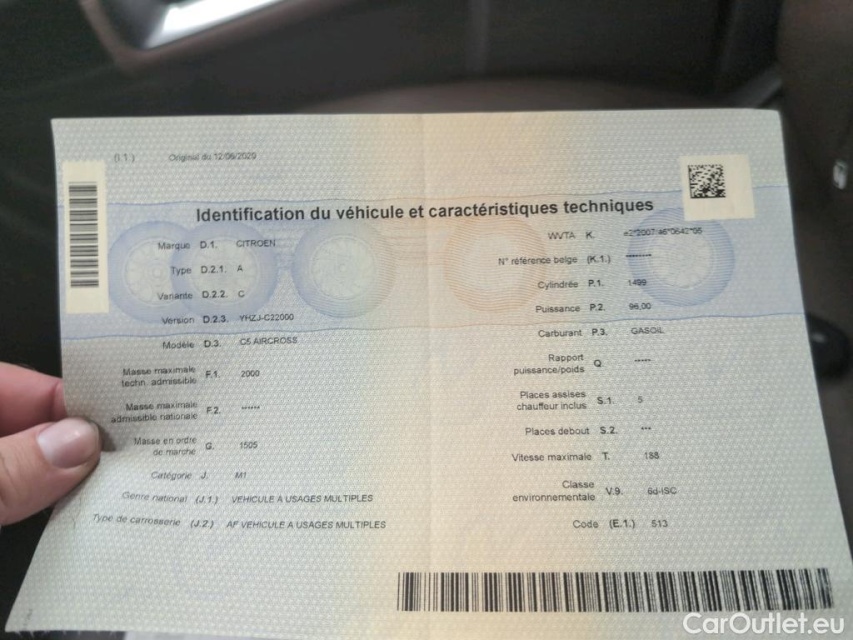 (I.1) Original du 12/06/2020
Identification du véhicule et caractéristiques techniques
Marque D.1. CITROEN
Type D.2.1. A
Variante D.2.2. C
Version D.2.3. YHZJ-C22000
Modèle D.3. C5 AIRCROSS
Masse maximale
techn. admissible F.1. 2000
Masse maximale
admissible nationale F.2. ******
Masse en ordre
de marche G. 1505
Catégorie J. M1
Genre national (J.1) VEHICULE A USAGES MULTIPLES
Type de carrosserie (J.2) AF VEHICULE A USAGES MULTIPLES
WVTA K. e2*2007/46*0642*05
N° référence belge (K.1.) *******
Cylindrée P.1. 1499
Puissance P.2. 96,00
Carburant P.3. GASOIL
Rapport
puissance/poids Q *****
Places assises
chauffeur inclus S.1. 5
Places debout S.2. ***
Vitesse maximale T. 188
Classe
environnementale V.9. 6d-ISC
Code (E.1.) 513
CarOutlet.eu